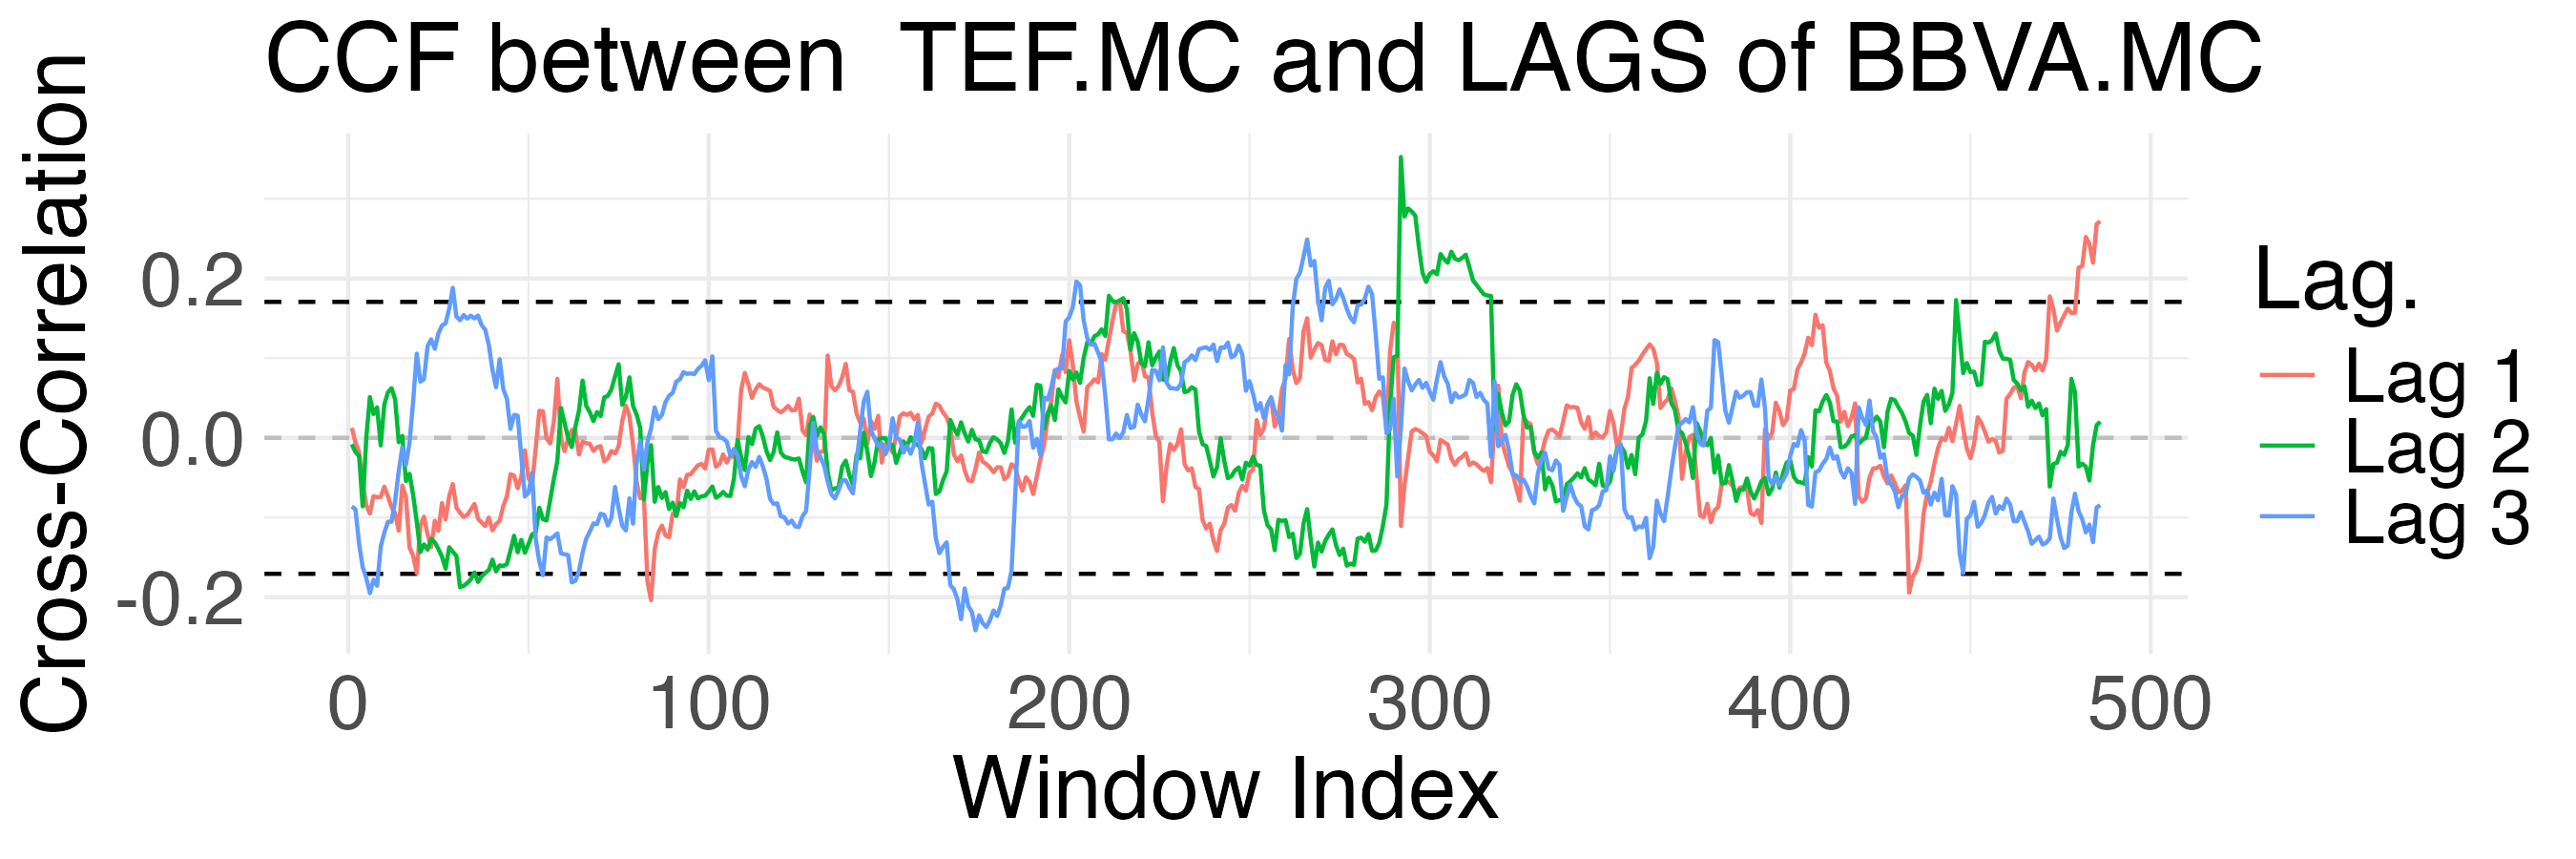 CCF between  TEF.MC and LAGS of BBVA.MC
Cross-Correlation
0.2
0.0
-0.2
0
100
200
300
400
500
Window Index
Lag.
Lag 1
Lag 2
Lag 3